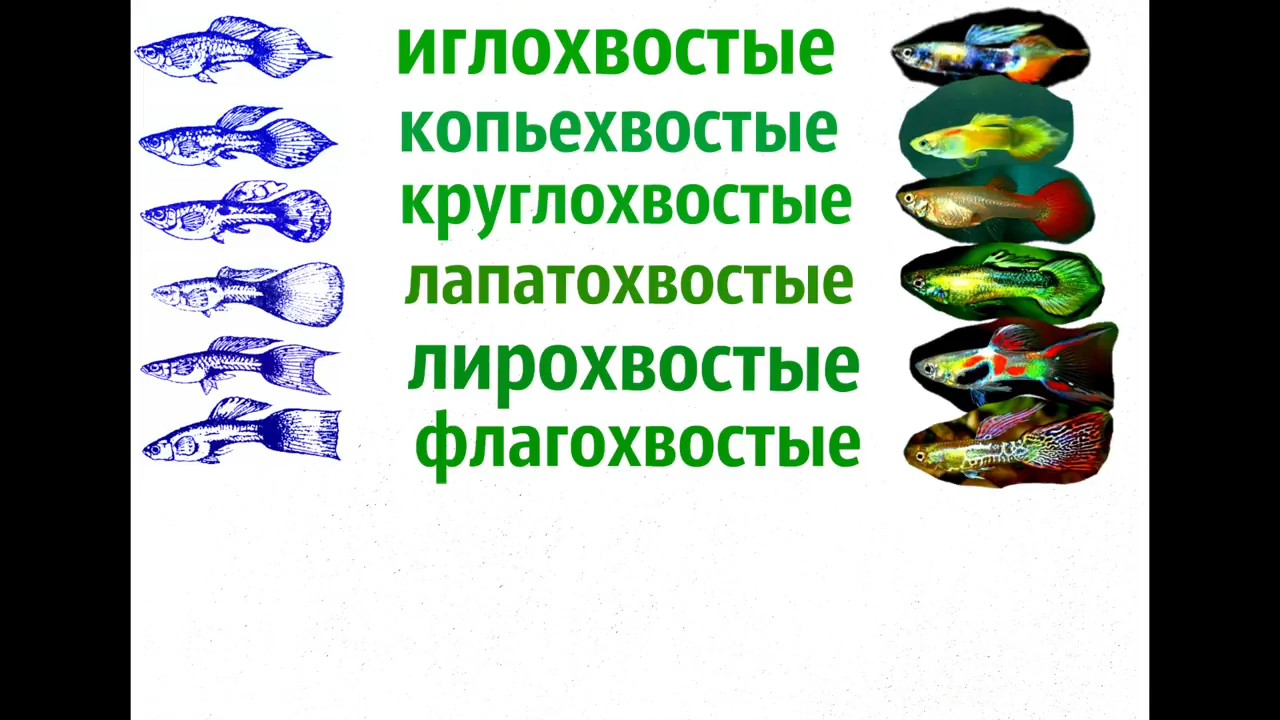 иглохвостые
копьехвостые
круглохвостые
лапатохвостые
лирохвостые
флагохвостые